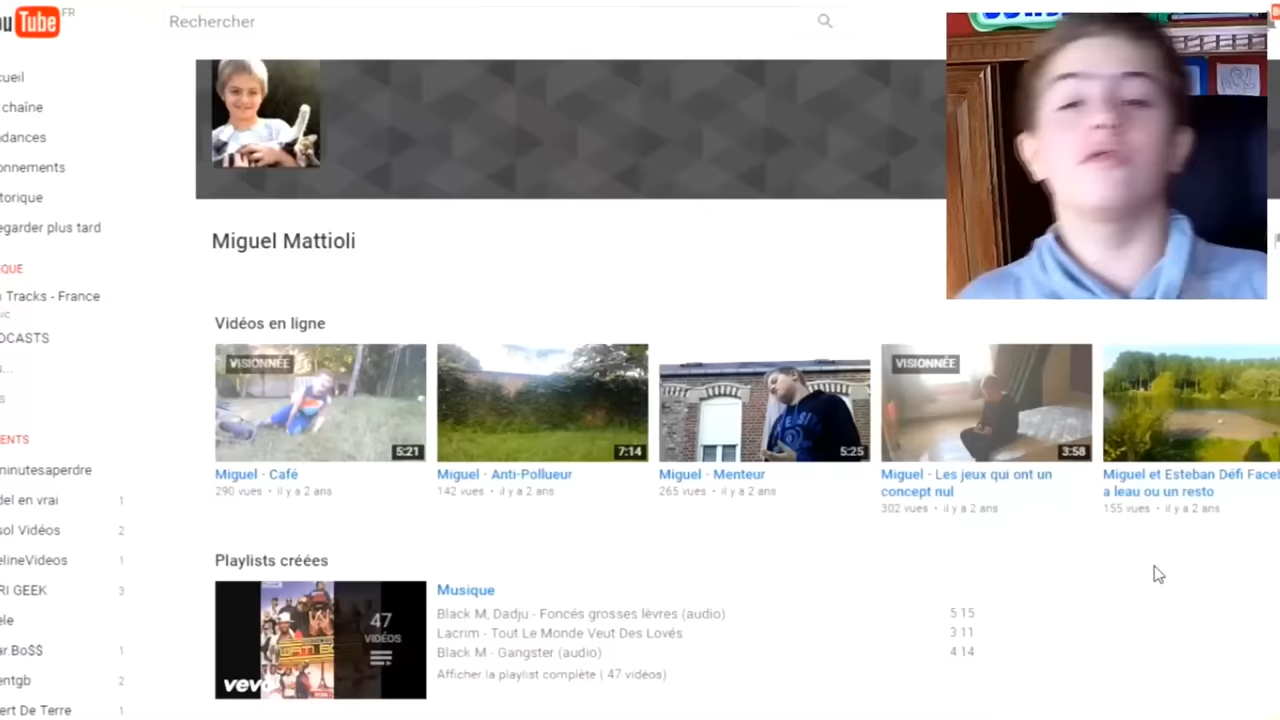 ou Tube FR
Rechercher
cueil
chaîne
ndances
onnements
torique
egarder plus tard
QUE
Tracks - France
DCASTS
ENTS
minutesaperdre
del en vrai 1
sol Vidéos 2
elineVideos 1
RI GEEK 3
ele
ar.Bo$$ 1
entgb 2
ert De Terre 1
Miguel Mattioli
Vidéos en ligne
VISIONNÉE
5:21
7:14
5:25
VISIONNÉE
3:58
Miguel - Café
290 vues • il y a 2 ans
Miguel - Anti-Pollueur
142 vues • il y a 2 ans
Miguel - Menteur
265 vues • il y a 2 ans
Miguel - Les jeux qui ont un
concept nul
302 vues • il y a 2 ans
Miguel et Esteban Défi Faceb
a leau ou un resto
155 vues • il y a 2 ans
Playlists créées
47
VIDÉOS
vevo
Musique
Black M, Dadju - Foncés grosses lèvres (audio) 5 15
Lacrim - Tout Le Monde Veut Des Lovés 3 11
Black M - Gangster (audio) 4 14
Afficher la playlist complète ( 47 vidéos)